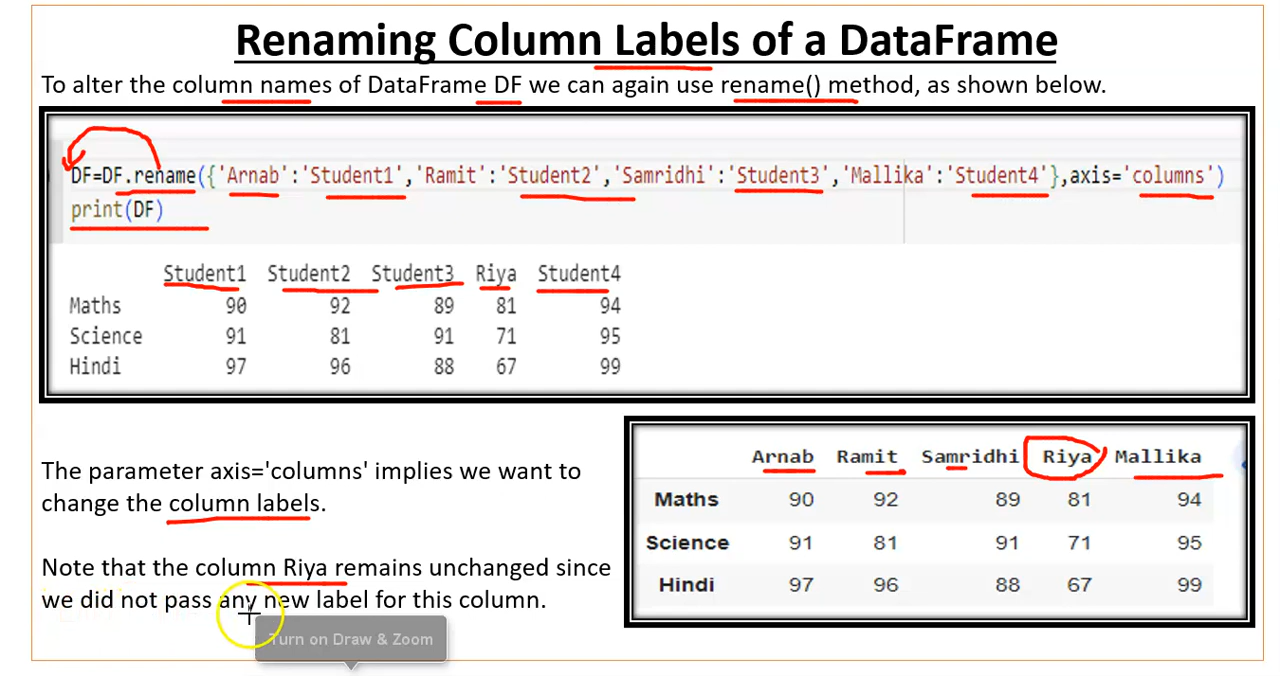 Renaming Column Labels of a DataFrame
To alter the column names of DataFrame DF we can again use rename() method, as shown below.
DF=DF.rename({'Arnab':'Student1','Ramit':'Student2','Samridhi':'Student3','Mallika':'Student4'},axis='columns')
print(DF)
Student1 Student2 Student3 Riya Student4
Maths 90 92 89 81 94
Science 91 81 91 71 95
Hindi 97 96 88 67 99
The parameter axis='columns' implies we want to
change the column labels.
Note that the column Riya remains unchanged since
we did not pass any new label for this column.
Arnab Ramit Samridhi Riya Mallika
Maths 90 92 89 81 94
Science 91 81 91 71 95
Hindi 97 96 88 67 99
Turn on Draw & Zoom